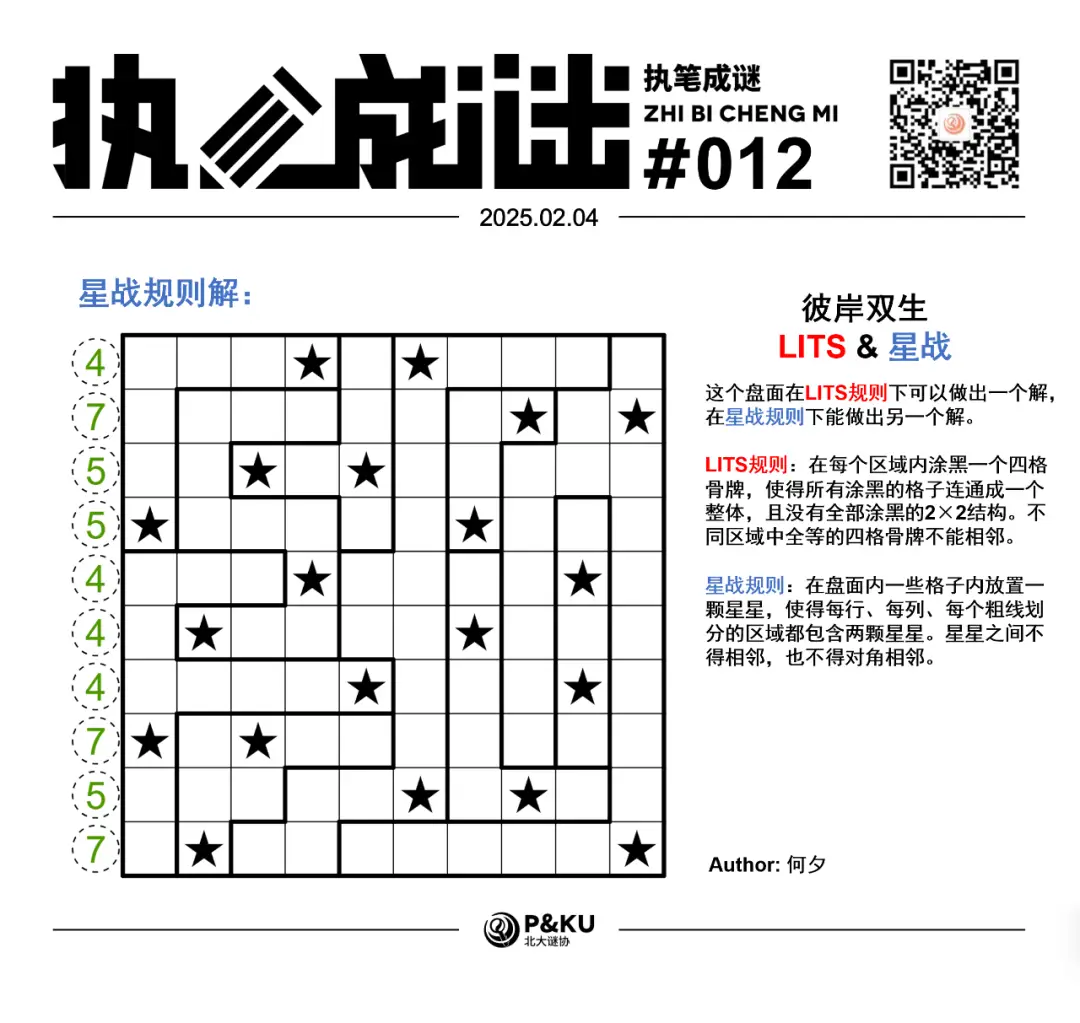 执笔成谜
执笔成谜
ZHI BI CHENG MI
#012
2025.02.04
星战规则解：
4
7
5
5
4
4
4
7
5
7
彼岸双生
LITS & 星战
这个盘面在LITS规则下可以做出一个解，
在星战规则下能做出另一个解。
LITS规则：在每个区域内涂黑一个四格
骨牌，使得所有涂黑的格子连通成一个
整体，且没有全部涂黑的2×2结构。不
同区域中全等的四格骨牌不能相邻。
星战规则：在盘面内一些格子内放置一
颗星星，使得每行、每列、每个粗线划
分的区域都包含两颗星星。星星之间不
得相邻，也不得对角相邻。
Author: 何夕
P&KU
北大谜协